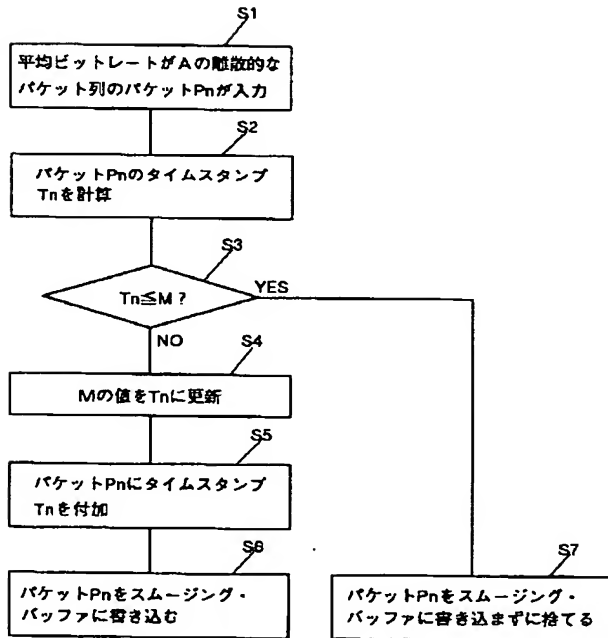 S1
平均ビットレートがAの離散的な
パケット列のパケットPnが入力
S2
パケットPnのタイムスタンプ
Tnを計算
S3
Tn≦M?
YES
NO
S4
Mの値をTnに更新
S5
パケットPnにタイムスタンプ
Tnを付加
S6
パケットPnをスムージング・
バッファに書き込む
S7
パケットPnをスムージング・
バッファに書き込まずに捨てる